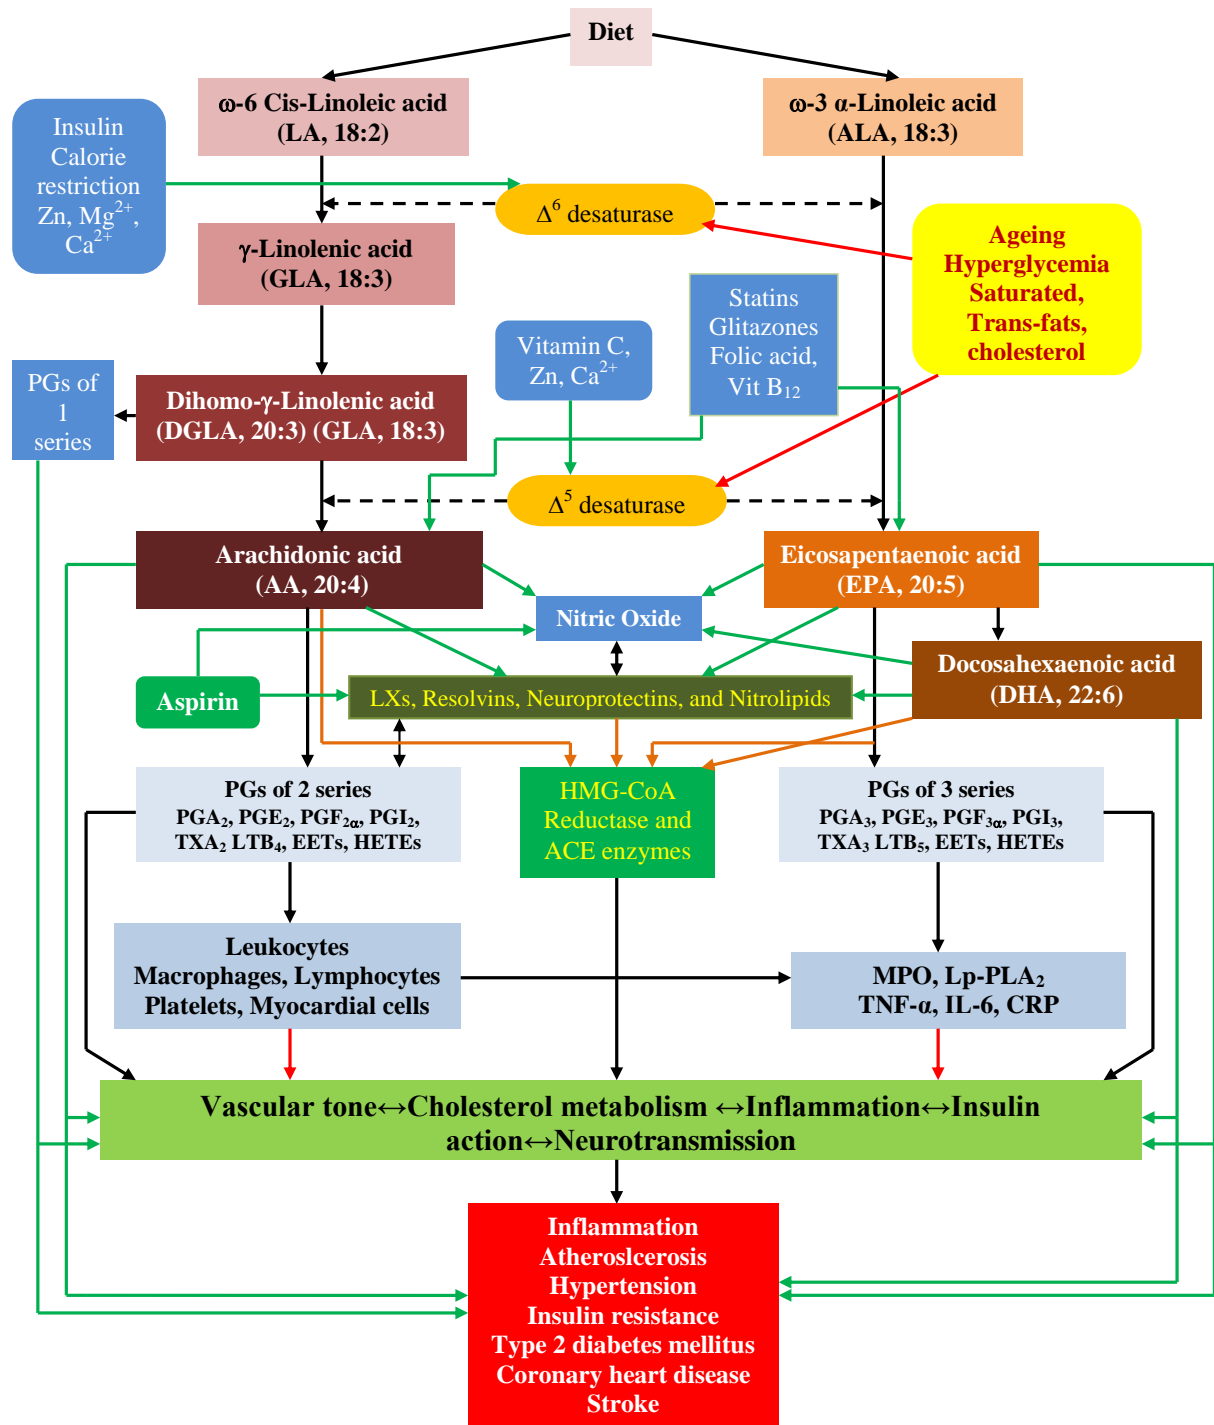 Diet
ω-6 Cis-Linoleic acid
(LA, 18:2)
ω-3 α-Linoleic acid
(ALA, 18:3)
Insulin
Calorie
restriction
Zn, Mg²⁺,
Ca²⁺
Δ⁶ desaturase
Ageing
Hyperglycemia
Saturated,
Trans-fats,
cholesterol
γ-Linolenic acid
(GLA, 18:3)
Statins
Glitazones
Folic acid,
Vit B₁₂
Vitamin C,
Zn, Ca²⁺
PGs of
1
series
Dihomo-γ-Linolenic acid
(DGLA, 20:3) (GLA, 18:3)
Δ⁵ desaturase
Arachidonic acid
(AA, 20:4)
Eicosapentaenoic acid
(EPA, 20:5)
Nitric Oxide
Docosahexaenoic acid
(DHA, 22:6)
Aspirin
LXs, Resolvins, Neuroprotectins, and Nitrolipids
PGs of 2 series
PGA₂, PGE₂, PGF₂α, PGI₂,
TXA₂ LTB₄, EETs, HETEs
HMG-CoA
Reductase and
ACE enzymes
PGs of 3 series
PGA₃, PGE₃, PGF₃α, PGI₃,
TXA₃ LTB₅, EETs, HETEs
Leukocytes
Macrophages, Lymphocytes
Platelets, Myocardial cells
MPO, Lp-PLA₂
TNF-α, IL-6, CRP
Vascular tone↔Cholesterol metabolism ↔Inflammation↔Insulin
action↔Neurotransmission
Inflammation
Atheroslcerosis
Hypertension
Insulin resistance
Type 2 diabetes mellitus
Coronary heart disease
Stroke